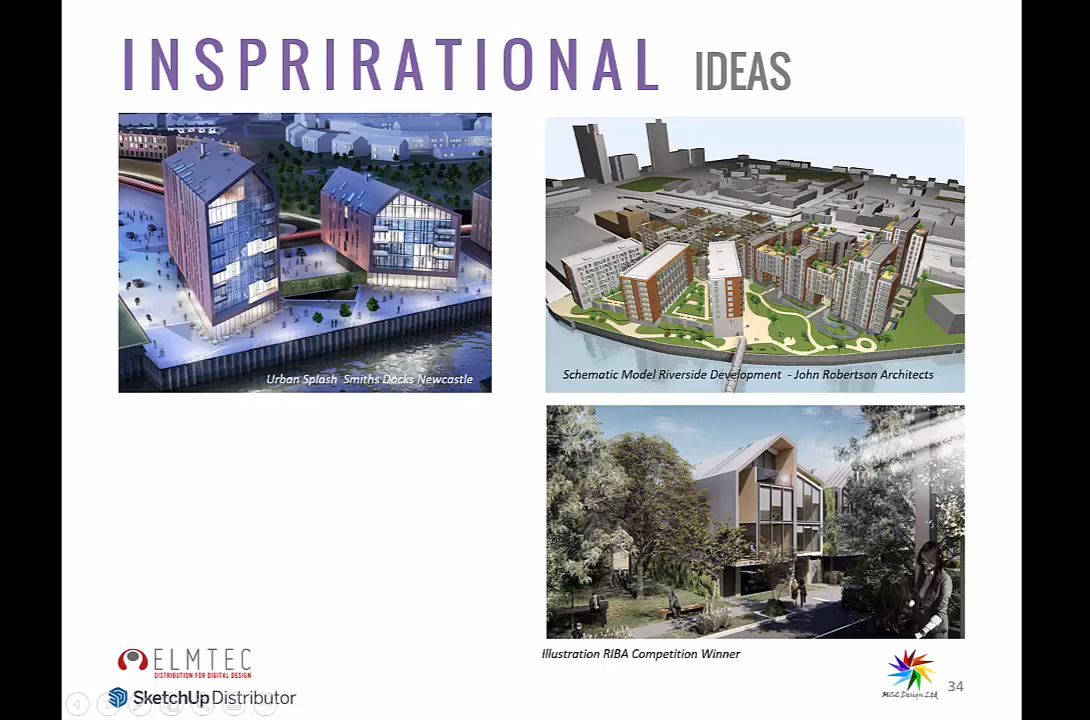 INSPRIRATIONAL IDEAS
Urban Splash Smiths Docks Newcastle
Schematic Model Riverside Development - John Robertson Architects
Illustration RIBA Competition Winner
ELMTEC
DISTRIBUTION FOR DIGITAL DESIGN
SketchUp Distributor
MCZ Design Ltd
34